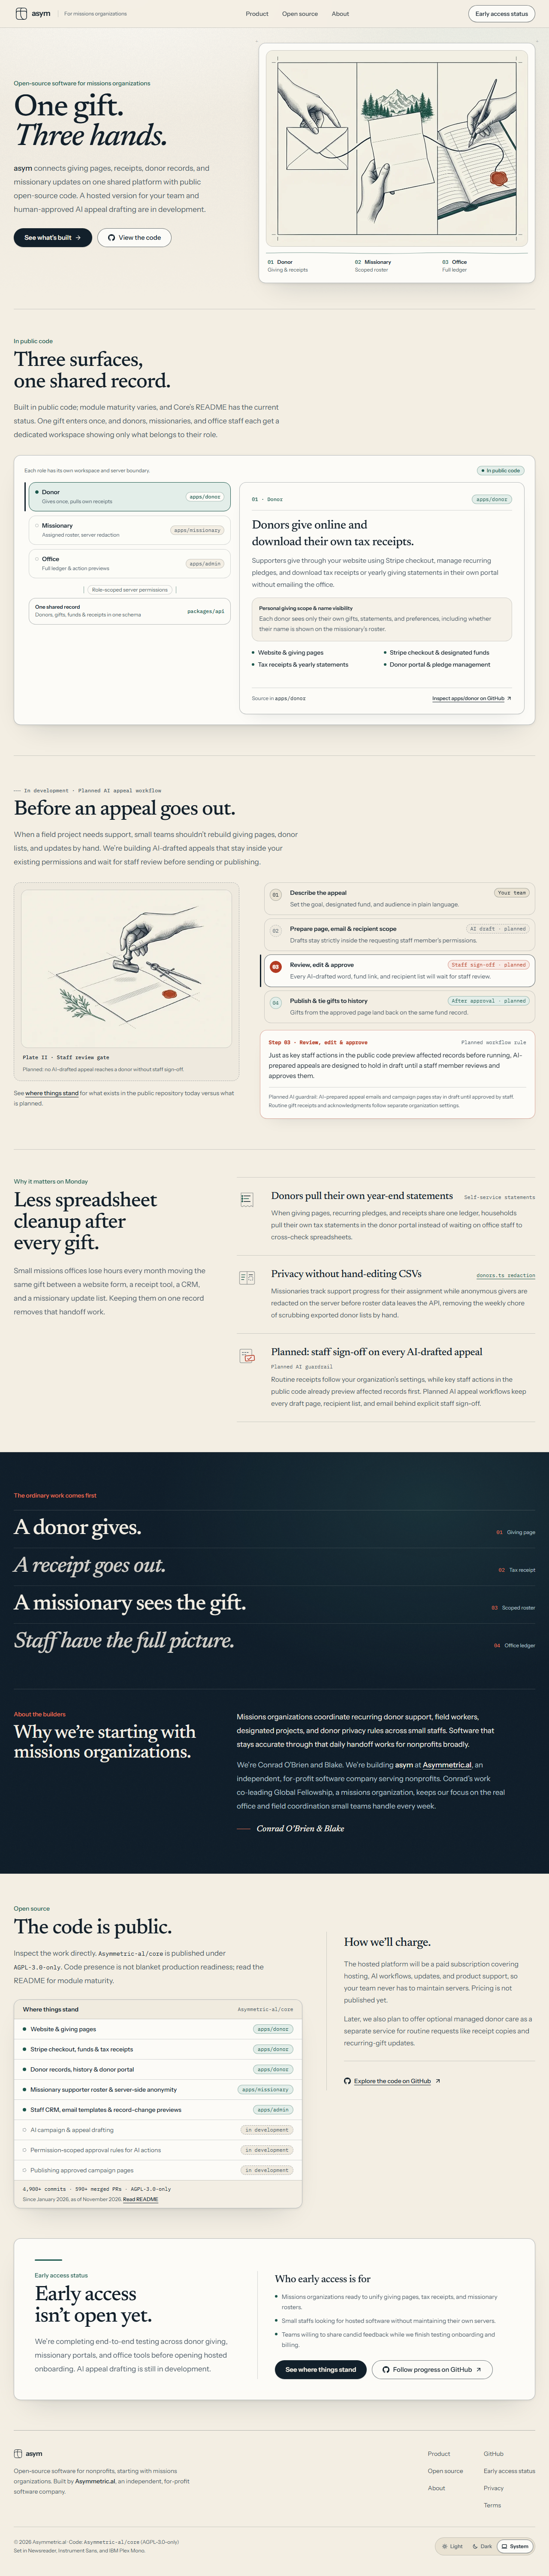 asym
For missions organizations
Product
Open source
About
Early access status
Open-source software for missions organizations
One gift.
Three hands.
asym connects giving pages, receipts, donor records, and
missionary updates on one shared platform with public
open-source code. A hosted version for your team and
human-approved AI appeal drafting are in development.
See what's built →
View the code
01 Donor
Giving & receipts
02 Missionary
Scoped roster
03 Office
Full ledger
In public code
Three surfaces,
one shared record.
Built in public code; module maturity varies, and Core's README has the current
status. One gift enters once, and donors, missionaries, and office staff each get a
dedicated workspace showing only what belongs to their role.
Each role has its own workspace and server boundary.
In public code
Donor
Gives once, pulls own receipts
apps/donor
Missionary
Assigned roster, server redaction
apps/missionary
Office
Full ledger & action previews
apps/admin
Role-scoped server permissions
One shared record
Donors, gifts, funds & receipts in one schema
packages/api
01 · Donor
apps/donor
Donors give online and
download their own tax receipts.
Supporters give through your website using Stripe checkout, manage recurring
pledges, and download tax receipts or yearly giving statements in their own portal
without emailing the office.
Personal giving scope & name visibility
Each donor sees only their own gifts, statements, and preferences, including whether
their name is shown on the missionary's roster.
Website & giving pages
Stripe checkout & designated funds
Tax receipts & yearly statements
Donor portal & pledge management
Source in apps/donor
Inspect apps/donor on GitHub ↗
In development · Planned AI appeal workflow
Before an appeal goes out.
When a field project needs support, small teams shouldn't rebuild giving pages, donor
lists, and updates by hand. We're building AI-drafted appeals that stay inside your
existing permissions and wait for staff review before sending or publishing.
Plate II · Staff review gate
Planned: no AI-drafted appeal reaches a donor without staff sign-off.
See where things stand for what exists in the public repository today versus what
is planned.
01
Describe the appeal
Your team
Set the goal, designated fund, and audience in plain language.
02
Prepare page, email & recipient scope
AI draft · planned
Drafts stay strictly inside the requesting staff member's permissions.
03
Review, edit & approve
Staff sign-off · planned
Every AI-drafted word, fund link, and recipient list will wait for staff review.
04
Publish & tie gifts to history
After approval · planned
Gifts from the approved page land back on the same fund record.
Step 03 · Review, edit & approve
Planned workflow rule
Just as key staff actions in the public code preview affected records before running, AI-
prepared appeals are designed to hold in draft until a staff member reviews and
approves them.
Planned AI guardrail: AI-prepared appeal emails and campaign pages stay in draft until approved by staff.
Routine gift receipts and acknowledgments follow separate organization settings.
Why it matters on Monday
Less spreadsheet
cleanup after
every gift.
Small missions offices lose hours every month moving the
same gift between a website form, a receipt tool, a CRM,
and a missionary update list. Keeping them on one record
removes that handoff work.
Donors pull their own year-end statements
Self-service statements
When giving pages, recurring pledges, and receipts share one ledger, households
pull their own tax statements in the donor portal instead of waiting on office staff to
cross-check spreadsheets.
Privacy without hand-editing CSVs
donors.ts redaction
Missionaries track support progress for their assignment while anonymous givers are
redacted on the server before roster data leaves the API, removing the weekly chore
of scrubbing exported donor lists by hand.
Planned: staff sign-off on every AI-drafted appeal
Planned AI guardrail
Routine receipts follow your organization's settings, while key staff actions in the
public code already preview affected records first. Planned AI appeal workflows keep
every draft page, recipient list, and email behind explicit staff sign-off.
The ordinary work comes first
A donor gives.
01 Giving page
A receipt goes out.
02 Tax receipt
A missionary sees the gift.
03 Scoped roster
Staff have the full picture.
04 Office ledger
About the builders
Why we're starting with
missions organizations.
Missions organizations coordinate recurring donor support, field workers,
designated projects, and donor privacy rules across small staffs. Software that
stays accurate through that daily handoff works for nonprofits broadly.
We're Conrad O'Brien and Blake. We're building asym at Asymmetric.al, an
independent, for-profit software company serving nonprofits. Conrad's work
co-leading Global Fellowship, a missions organization, keeps our focus on the real
office and field coordination small teams handle every week.
Conrad O'Brien & Blake
Open source
The code is public.
Inspect the work directly. Asymmetric-al/core is published under
AGPL-3.0-only. Code presence is not blanket production readiness; read the
README for module maturity.
Where things stand
Asymmetric-al/core
Website & giving pages
apps/donor
Stripe checkout, funds & tax receipts
apps/donor
Donor records, history & donor portal
apps/donor
Missionary supporter roster & server-side anonymity
apps/missionary
Staff CRM, email templates & record-change previews
apps/admin
AI campaign & appeal drafting
in development
Permission-scoped approval rules for AI actions
in development
Publishing approved campaign pages
in development
4,900+ commits · 590+ merged PRs · AGPL-3.0-only
Since January 2026, as of November 2026. Read README
How we'll charge.
The hosted platform will be a paid subscription covering
hosting, AI workflows, updates, and product support, so
your team never has to maintain servers. Pricing is not
published yet.
Later, we also plan to offer optional managed donor care as a
separate service for routine requests like receipt copies and
recurring-gift updates.
Explore the code on GitHub ↗
Early access status
Early access
isn't open yet.
We're completing end-to-end testing across donor giving,
missionary portals, and office tools before opening hosted
onboarding. AI appeal drafting is still in development.
Who early access is for
Missions organizations ready to unify giving pages, tax receipts, and missionary
rosters.
Small staffs looking for hosted software without maintaining their own servers.
Teams willing to share candid feedback while we finish testing onboarding and
billing.
See where things stand
Follow progress on GitHub ↗
asym
Open-source software for nonprofits, starting with missions
organizations. Built by Asymmetric.al, an independent, for-profit
software company.
Product
GitHub
Open source
Early access status
About
Privacy
Terms
© 2026 Asymmetric.al · Code: Asymmetric-al/core (AGPL-3.0-only)
Set in Newsreader, Instrument Sans, and IBM Plex Mono.
Light
Dark
System